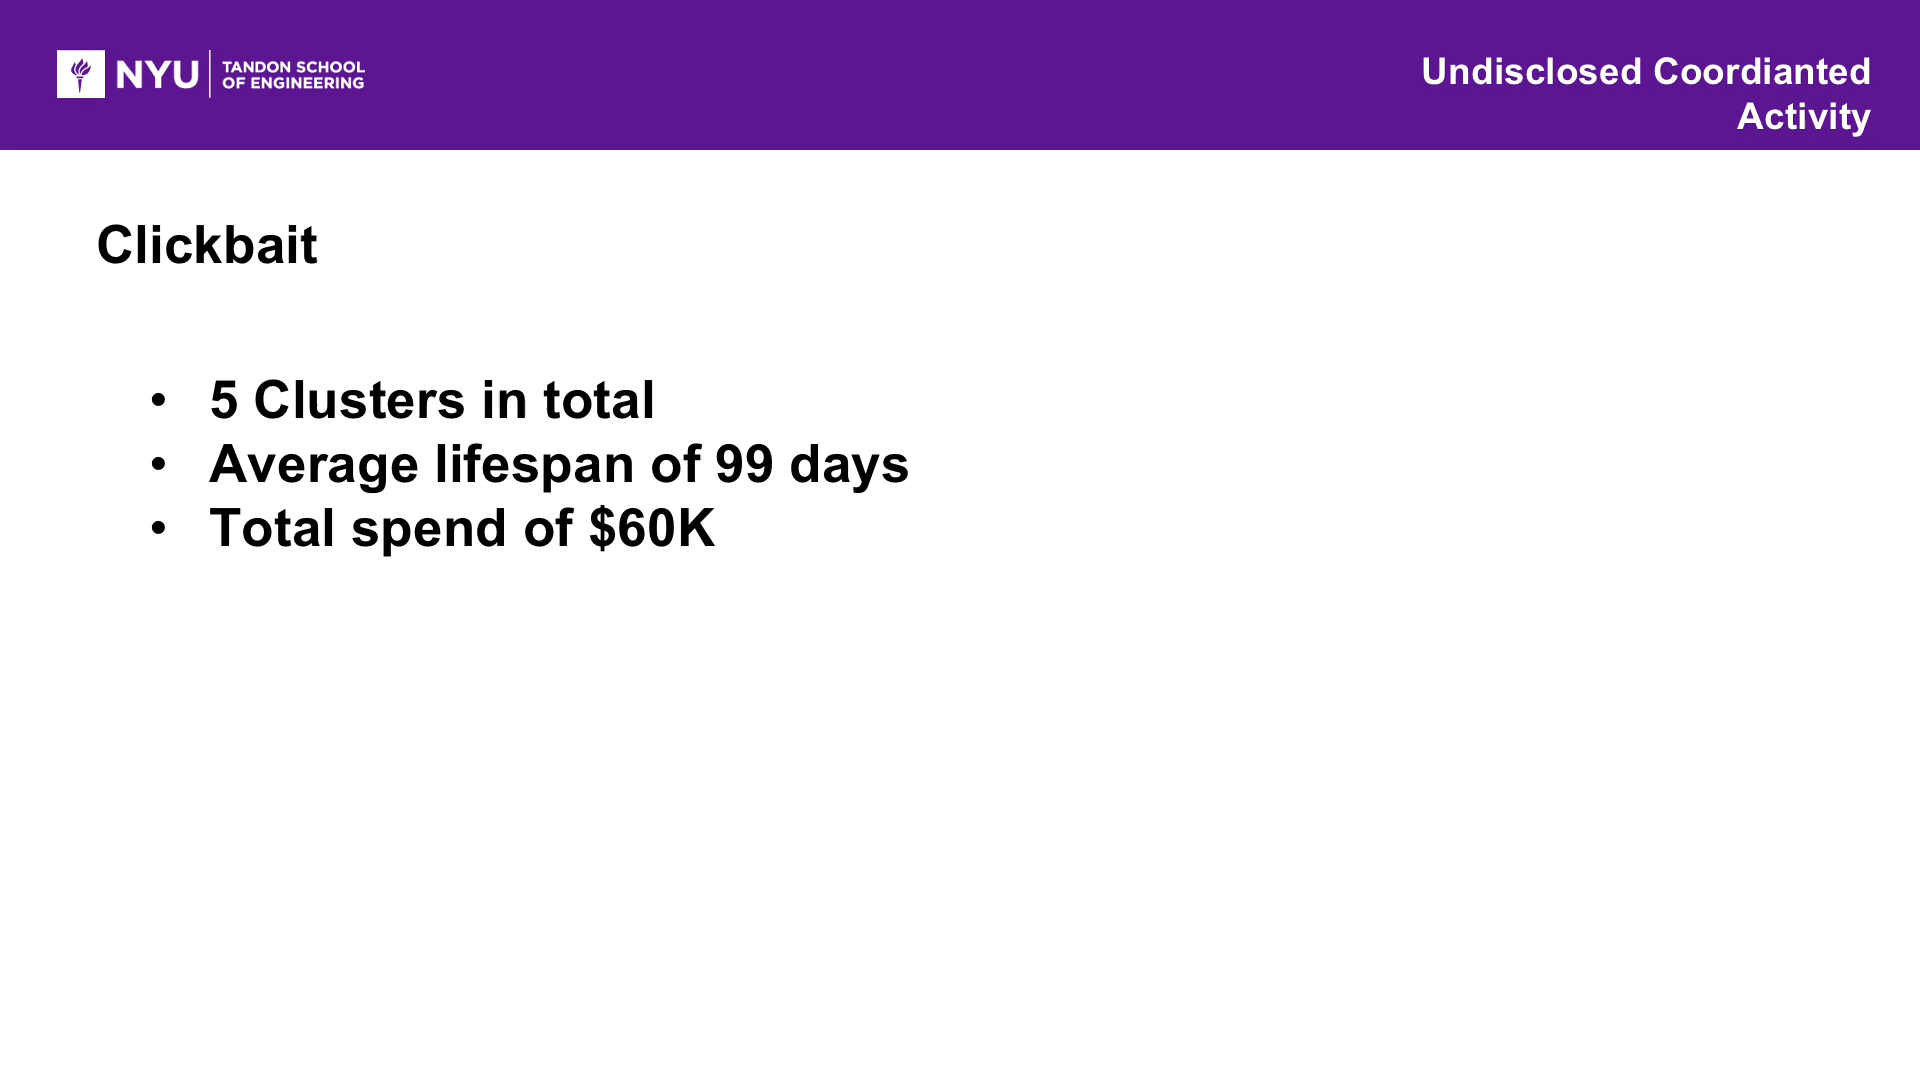 NYU
TANDON SCHOOL
OF ENGINEERING
Undisclosed Coordianted
Activity
Clickbait
• 5 Clusters in total
• Average lifespan of 99 days
• Total spend of $60K